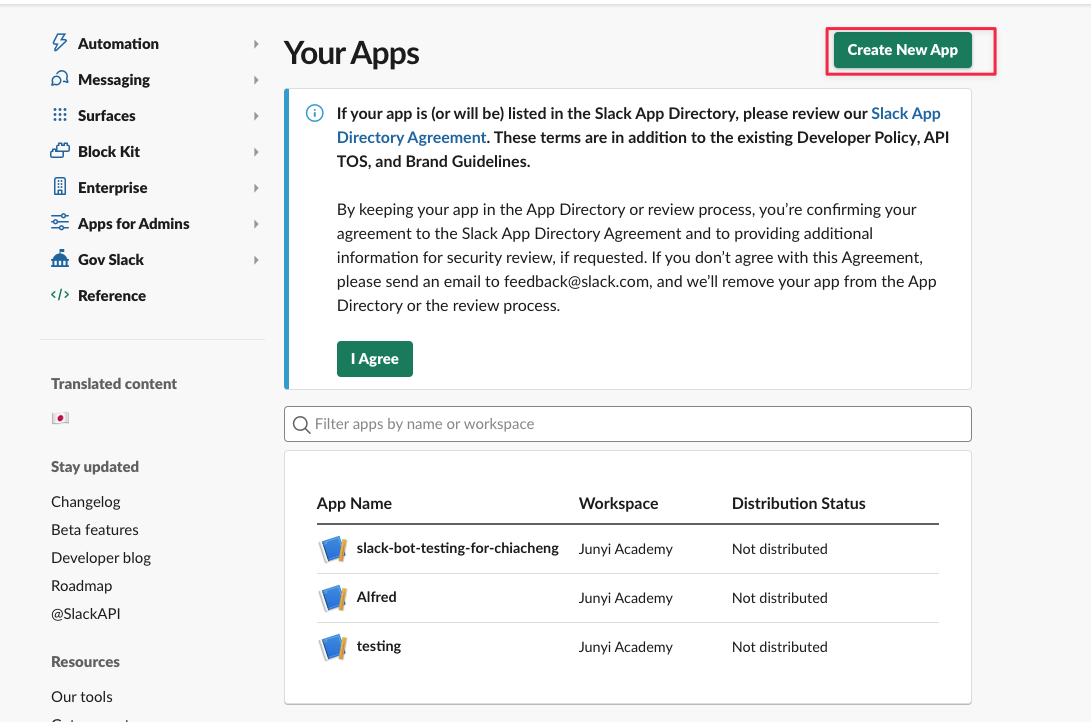 Automation
Messaging
Surfaces
Block Kit
Enterprise
Apps for Admins
Gov Slack
Reference
Translated content
Stay updated
Changelog
Beta features
Developer blog
Roadmap
@SlackAPI
Resources
Our tools
Your Apps
Create New App
If your app is (or will be) listed in the Slack App Directory, please review our Slack App
Directory Agreement. These terms are in addition to the existing Developer Policy, API
TOS, and Brand Guidelines.
By keeping your app in the App Directory or review process, you’re confirming your
agreement to the Slack App Directory Agreement and to providing additional
information for security review, if requested. If you don’t agree with this Agreement,
please send an email to feedback@slack.com, and we’ll remove your app from the App
Directory or the review process.
I Agree
Filter apps by name or workspace
App Name Workspace Distribution Status
slack-bot-testing-for-chiacheng Junyi Academy Not distributed
Alfred Junyi Academy Not distributed
testing Junyi Academy Not distributed